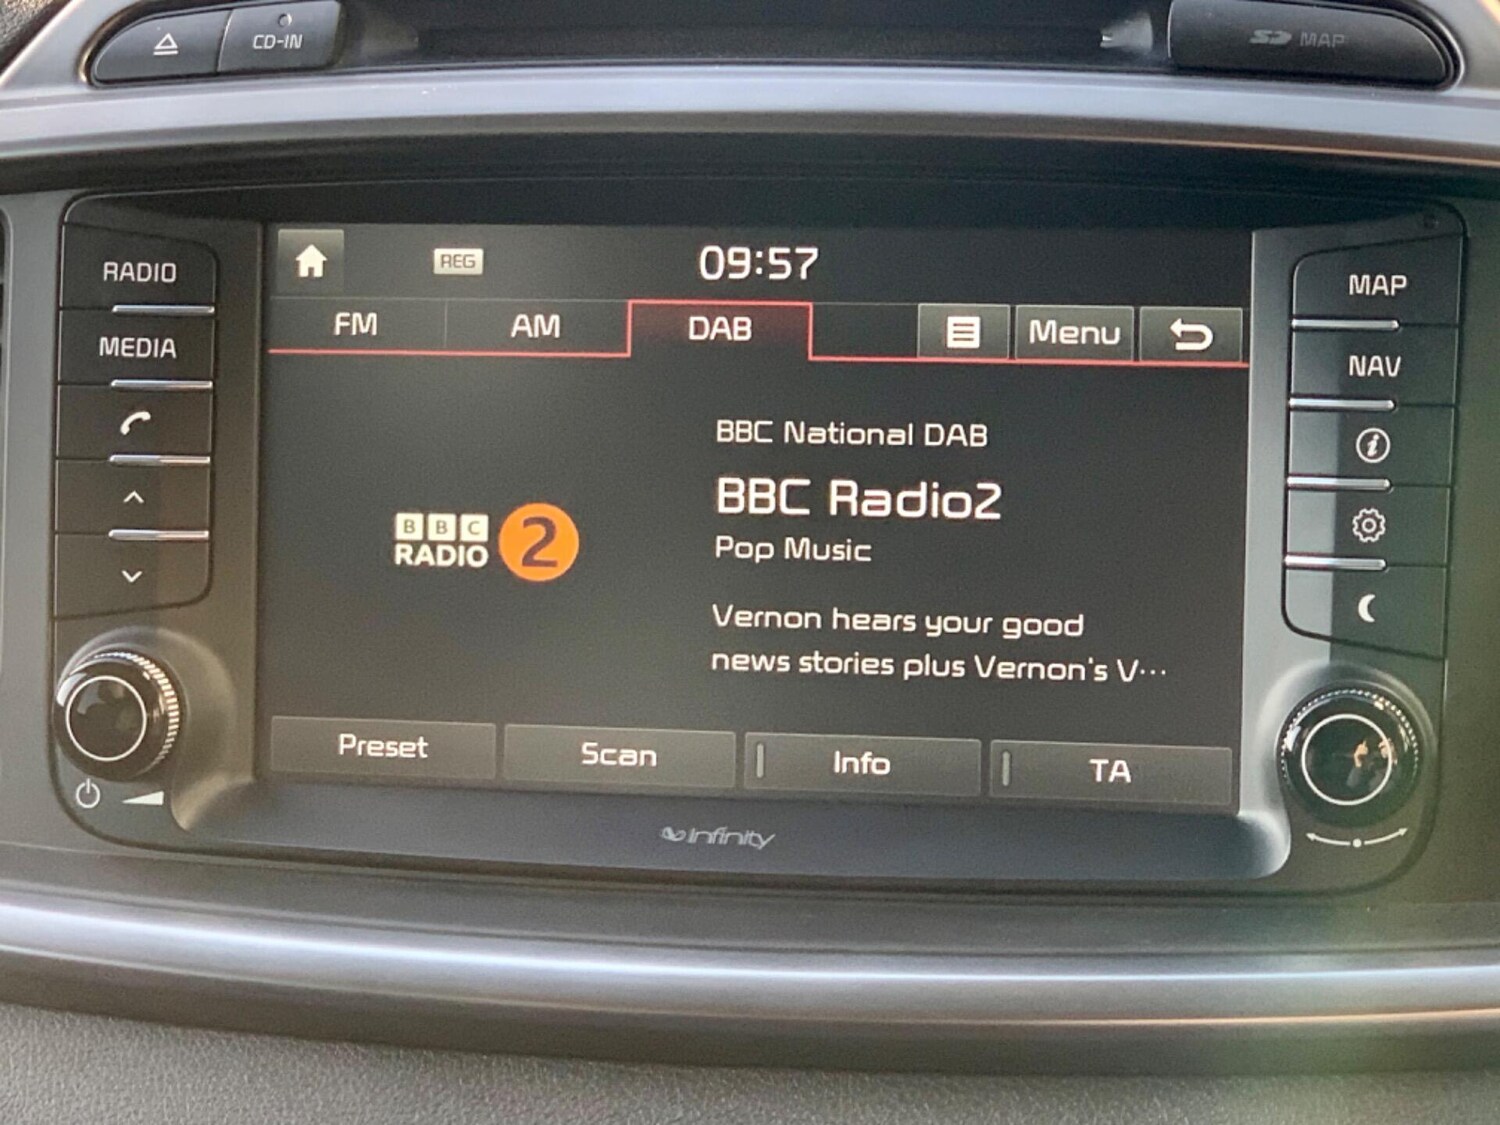 CD-IN
SD MAP
RADIO
MEDIA
REG
09:57
FM AM DAB Menu
BBC National DAB
BBC Radio2
Pop Music
BBC
RADIO 2
Vernon hears your good
news stories plus Vernon's V···
Preset Scan Info TA
MAP
NAV
i
Infinity